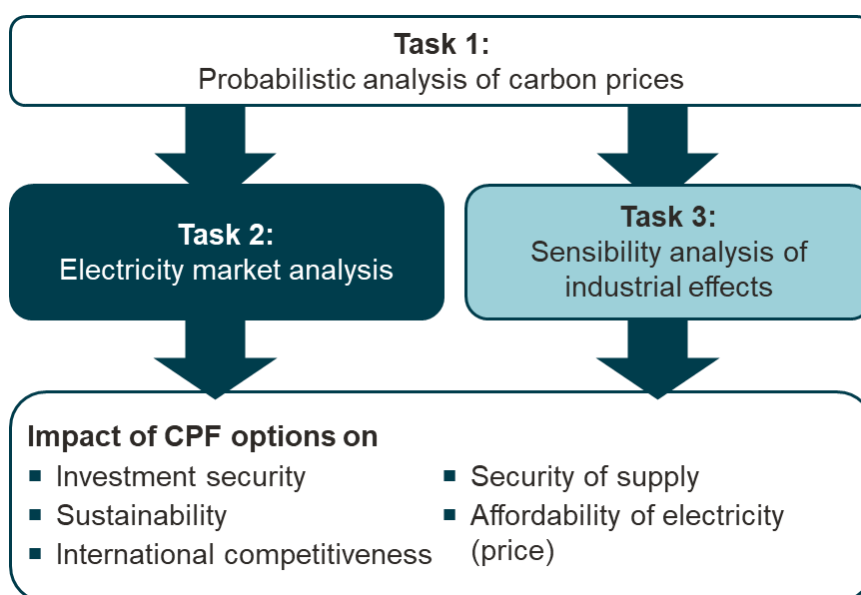 Task 1:
Probabilistic analysis of carbon prices
Task 2:
Electricity market analysis
Task 3:
Sensibility analysis of
industrial effects
Impact of CPF options on
▪ Investment security
▪ Sustainability
▪ International competitiveness
▪ Security of supply
▪ Affordability of electricity
(price)